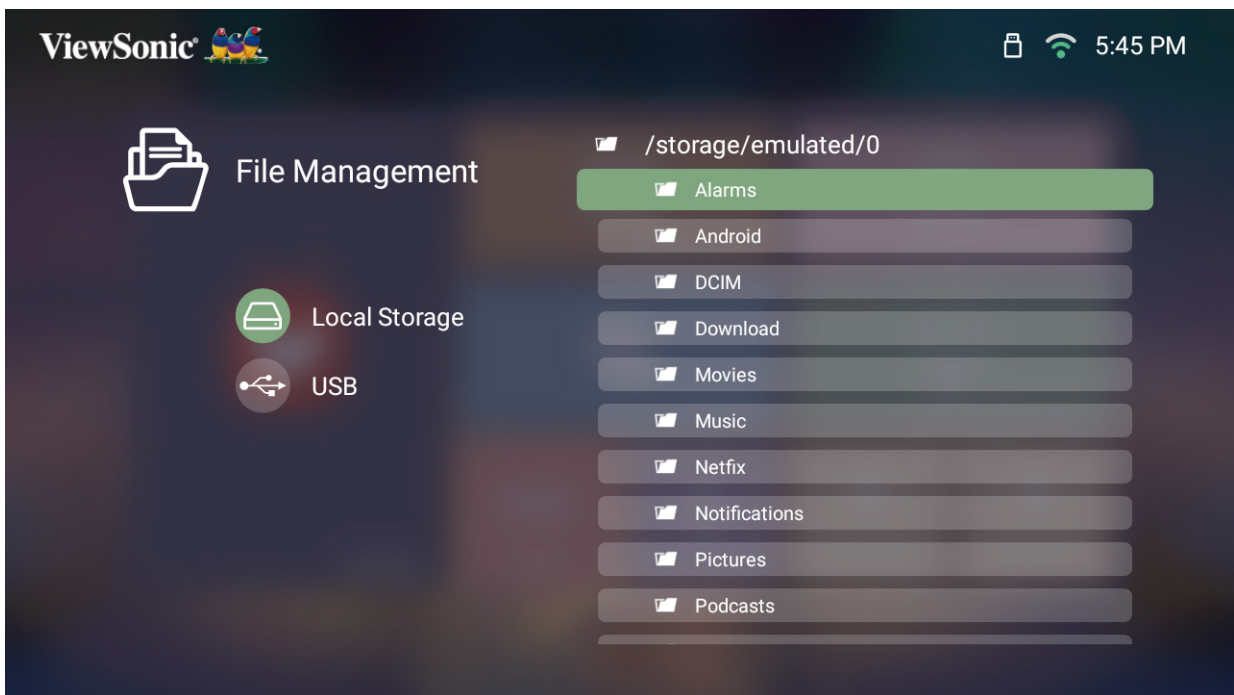 ViewSonic
5:45 PM
File Management
Local Storage
USB
/storage/emulated/0
Alarms
Android
DCIM
Download
Movies
Music
Netfix
Notifications
Pictures
Podcasts